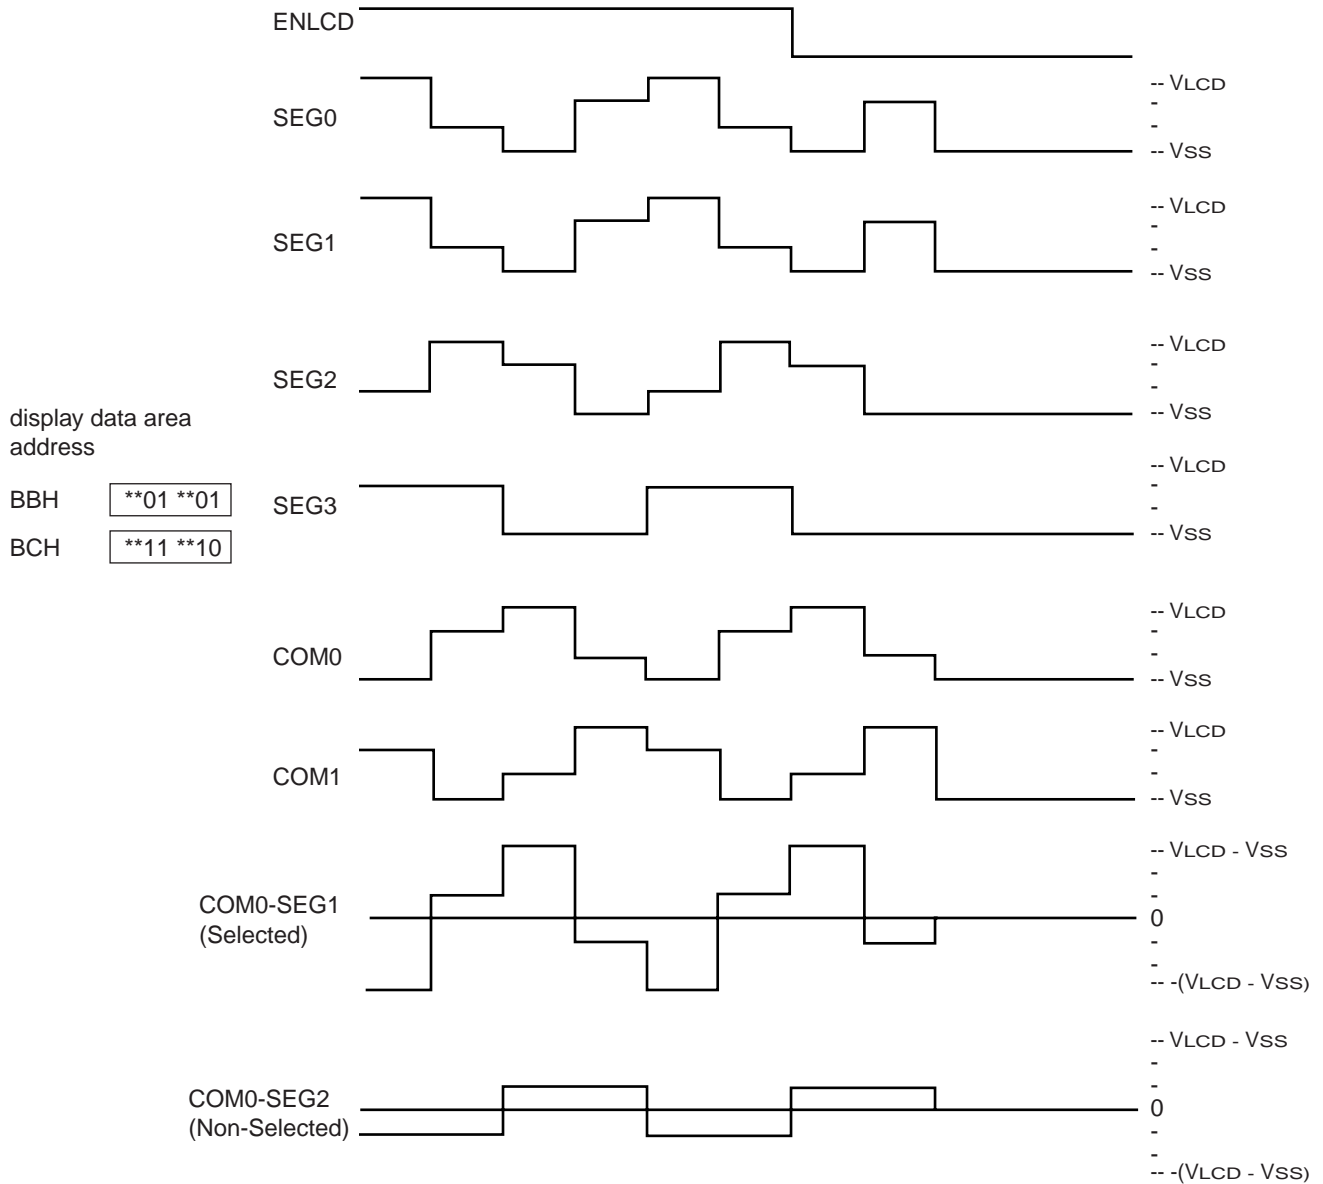 ENLCD
SEG0
-- VLCD
-
-
-- VSS
SEG1
-- VLCD
-
-
-- VSS
SEG2
-- VLCD
-
-
-- VSS
display data area
address
BBH **01 **01
BCH **11 **10
SEG3
-- VLCD
-
-
-- VSS
COM0
-- VLCD
-
-
-- VSS
COM1
-- VLCD
-
-
-- VSS
COM0-SEG1
(Selected)
-- VLCD - VSS
-
-
0
-
-
-- -(VLCD - VSS)
COM0-SEG2
(Non-Selected)
-- VLCD - VSS
-
-
0
-
-
-- -(VLCD - VSS)